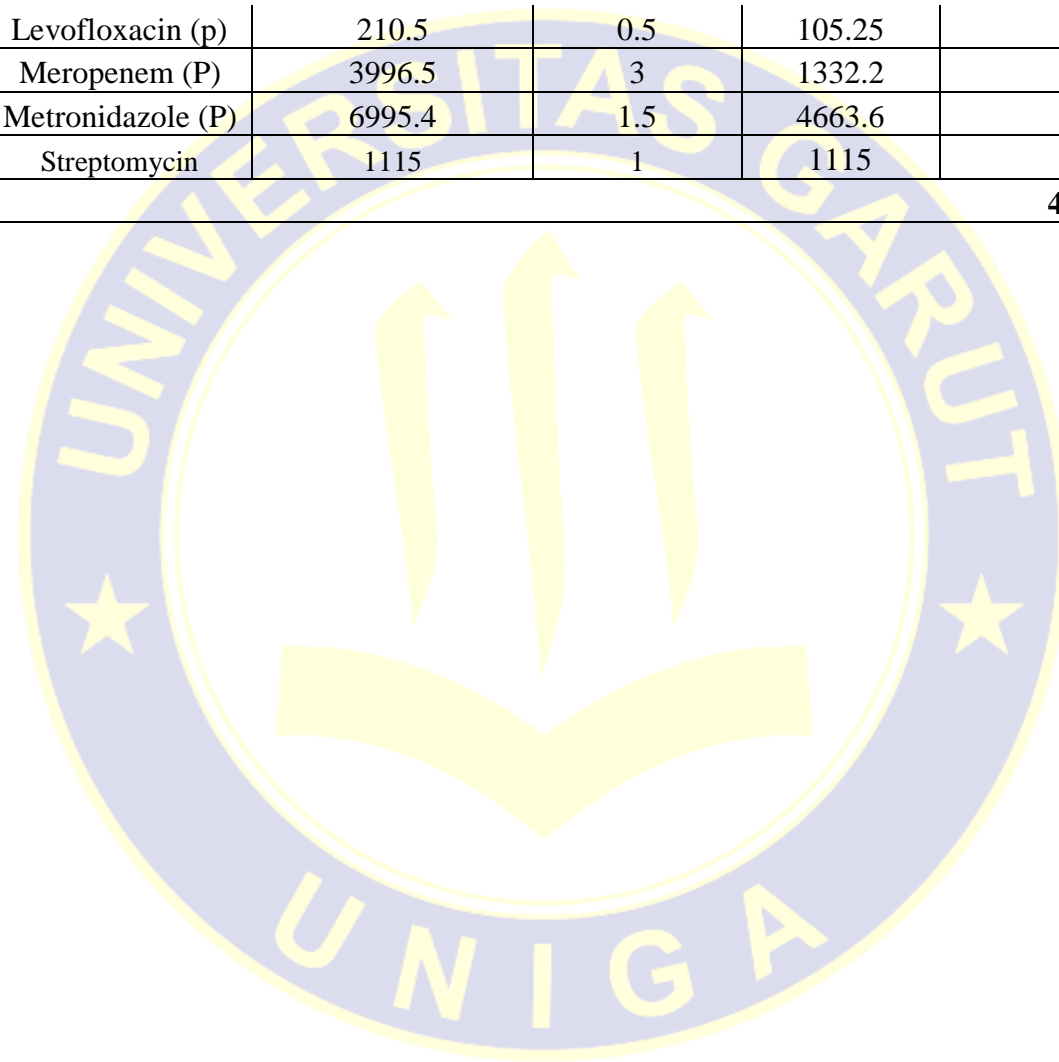 Levofloxacin (p) 210.5 0.5 105.25
Meropenem (P) 3996.5 3 1332.2
Metronidazole (P) 6995.4 1.5 4663.6
Streptomycin 1115 1 1115
4
UNIVERSITAS GARUT
UNIGA